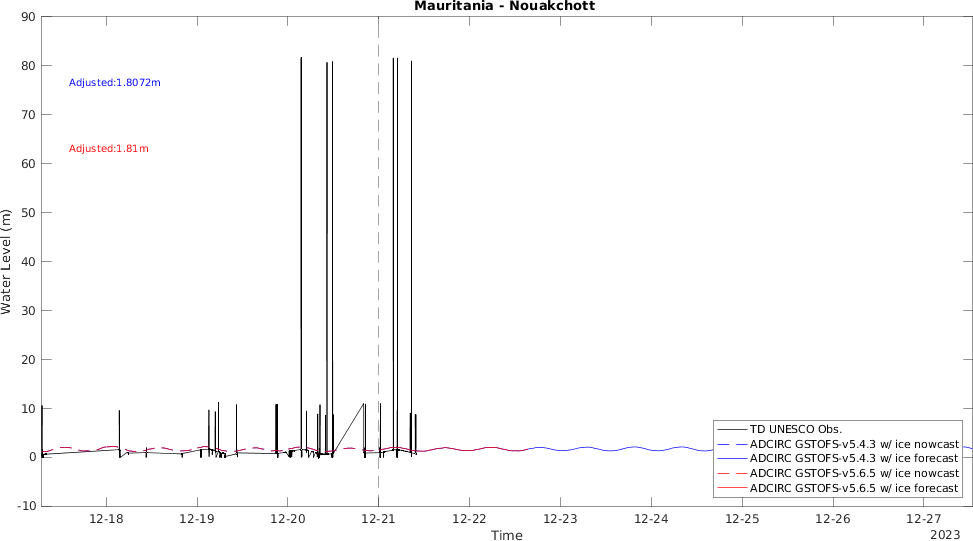 Mauritania - Nouakchott
90
80
70
60
50
40
30
20
10
0
-10
Water Level (m)
Adjusted:1.8072m
Adjusted:1.81m
TD UNESCO Obs.
ADCIRC GSTOFS-v5.4.3 w/ ice nowcast
ADCIRC GSTOFS-v5.4.3 w/ ice forecast
ADCIRC GSTOFS-v5.6.5 w/ ice nowcast
ADCIRC GSTOFS-v5.6.5 w/ ice forecast
12-18 12-19 12-20 12-21 12-22 12-23 12-24 12-25 12-26 12-27
Time
2023